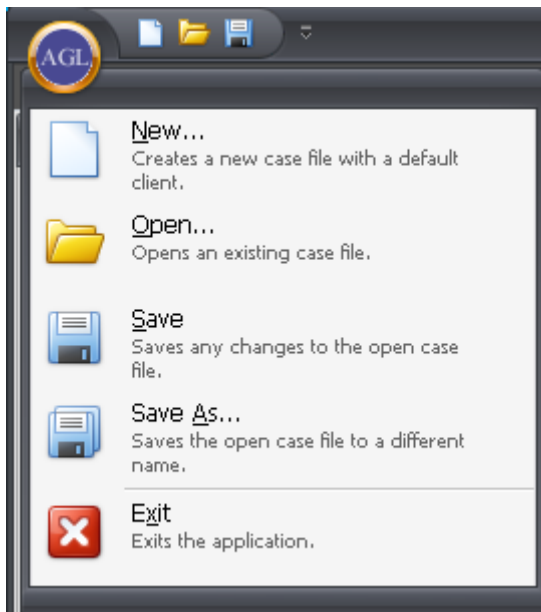 AGL
New...
Creates a new case file with a default
client.
Open...
Opens an existing case file.
Save
Saves any changes to the open case
file.
Save As...
Saves the open case file to a different
name.
Exit
Exits the application.